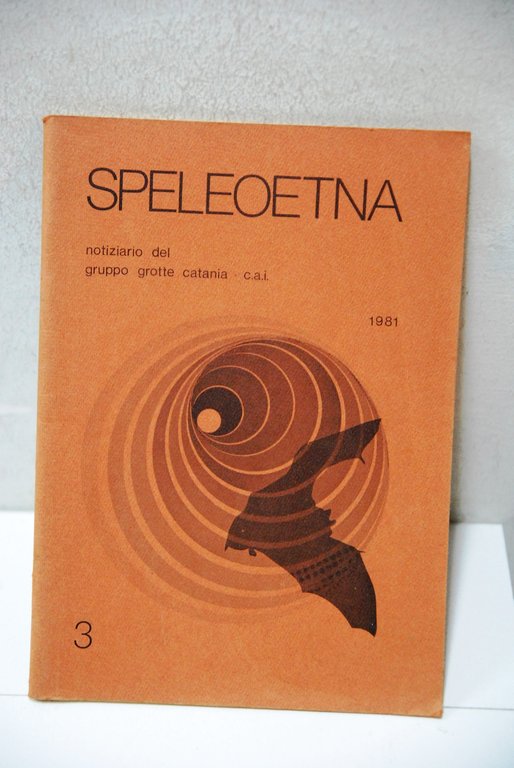 SPELEOETNA
notiziario del
gruppo grotte catania · c.a.i.
1981
3